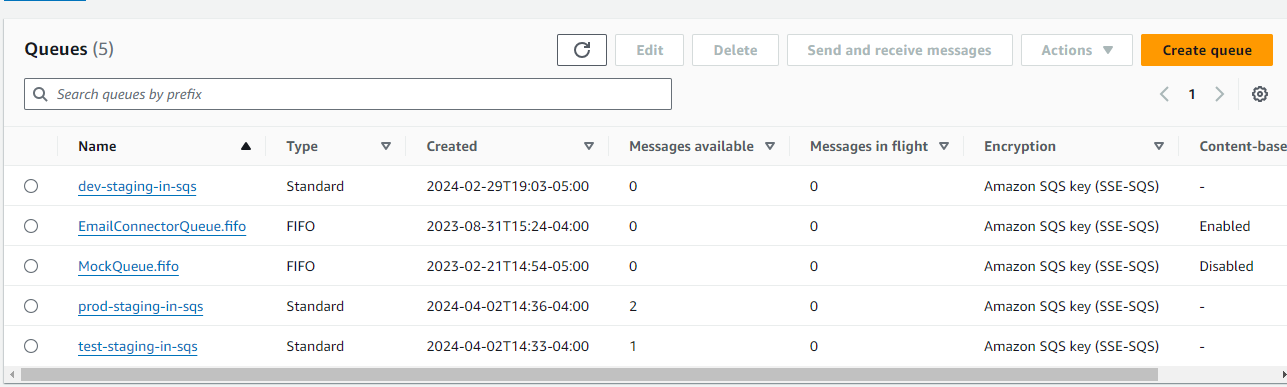 Queues (5)
Edit
Delete
Send and receive messages
Actions
Create queue
Search queues by prefix
1
Name Type Created Messages available Messages in flight Encryption Content-base
dev-staging-in-sqs Standard 2024-02-29T19:03-05:00 0 0 Amazon SQS key (SSE-SQS) -
EmailConnectorQueue.fifo FIFO 2023-08-31T15:24-04:00 0 0 Amazon SQS key (SSE-SQS) Enabled
MockQueue.fifo FIFO 2023-02-21T14:54-05:00 0 0 Amazon SQS key (SSE-SQS) Disabled
prod-staging-in-sqs Standard 2024-04-02T14:36-04:00 2 0 Amazon SQS key (SSE-SQS) -
test-staging-in-sqs Standard 2024-04-02T14:33-04:00 1 0 Amazon SQS key (SSE-SQS) -